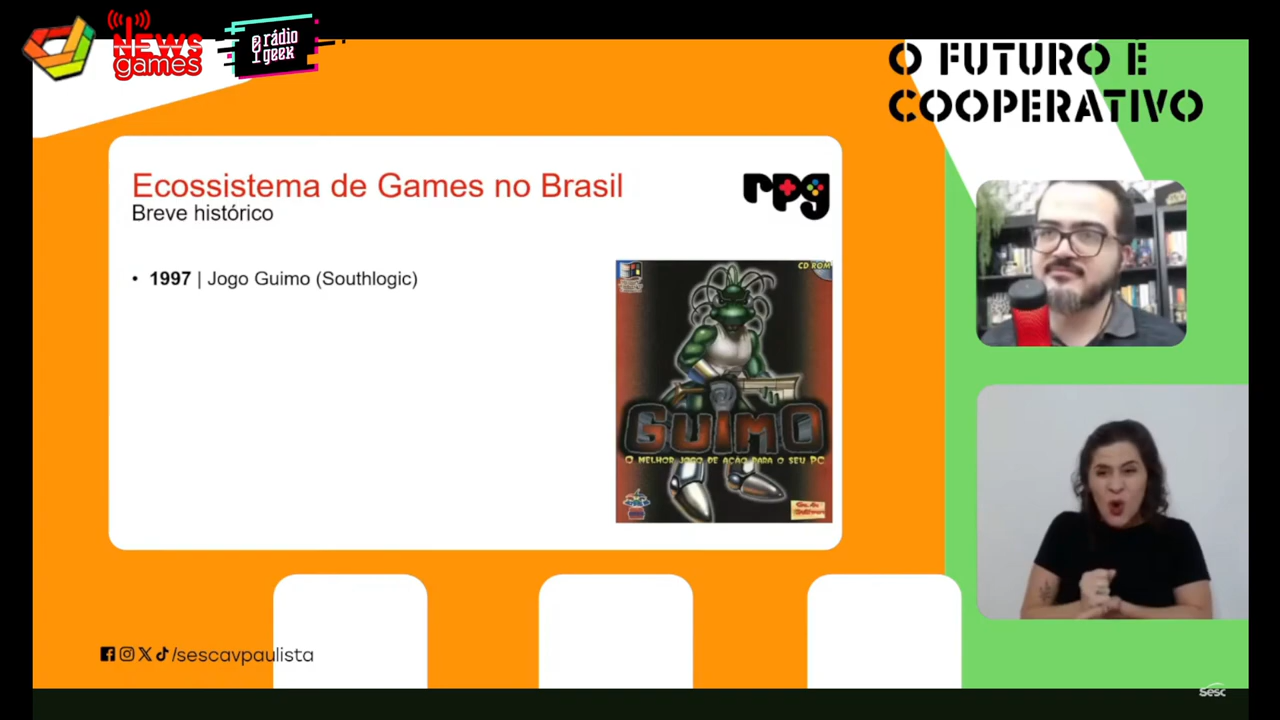 NEWS
games
rádio
geek
O FUTURO É
COOPERATIVO
Ecossistema de Games no Brasil
Breve histórico
rpg
• 1997 | Jogo Guimo (Southlogic)
CD ROM
GUIMO
O MELHOR JOGO DE AÇÃO PARA O SEU PC
/sescavpaulista
Sesc